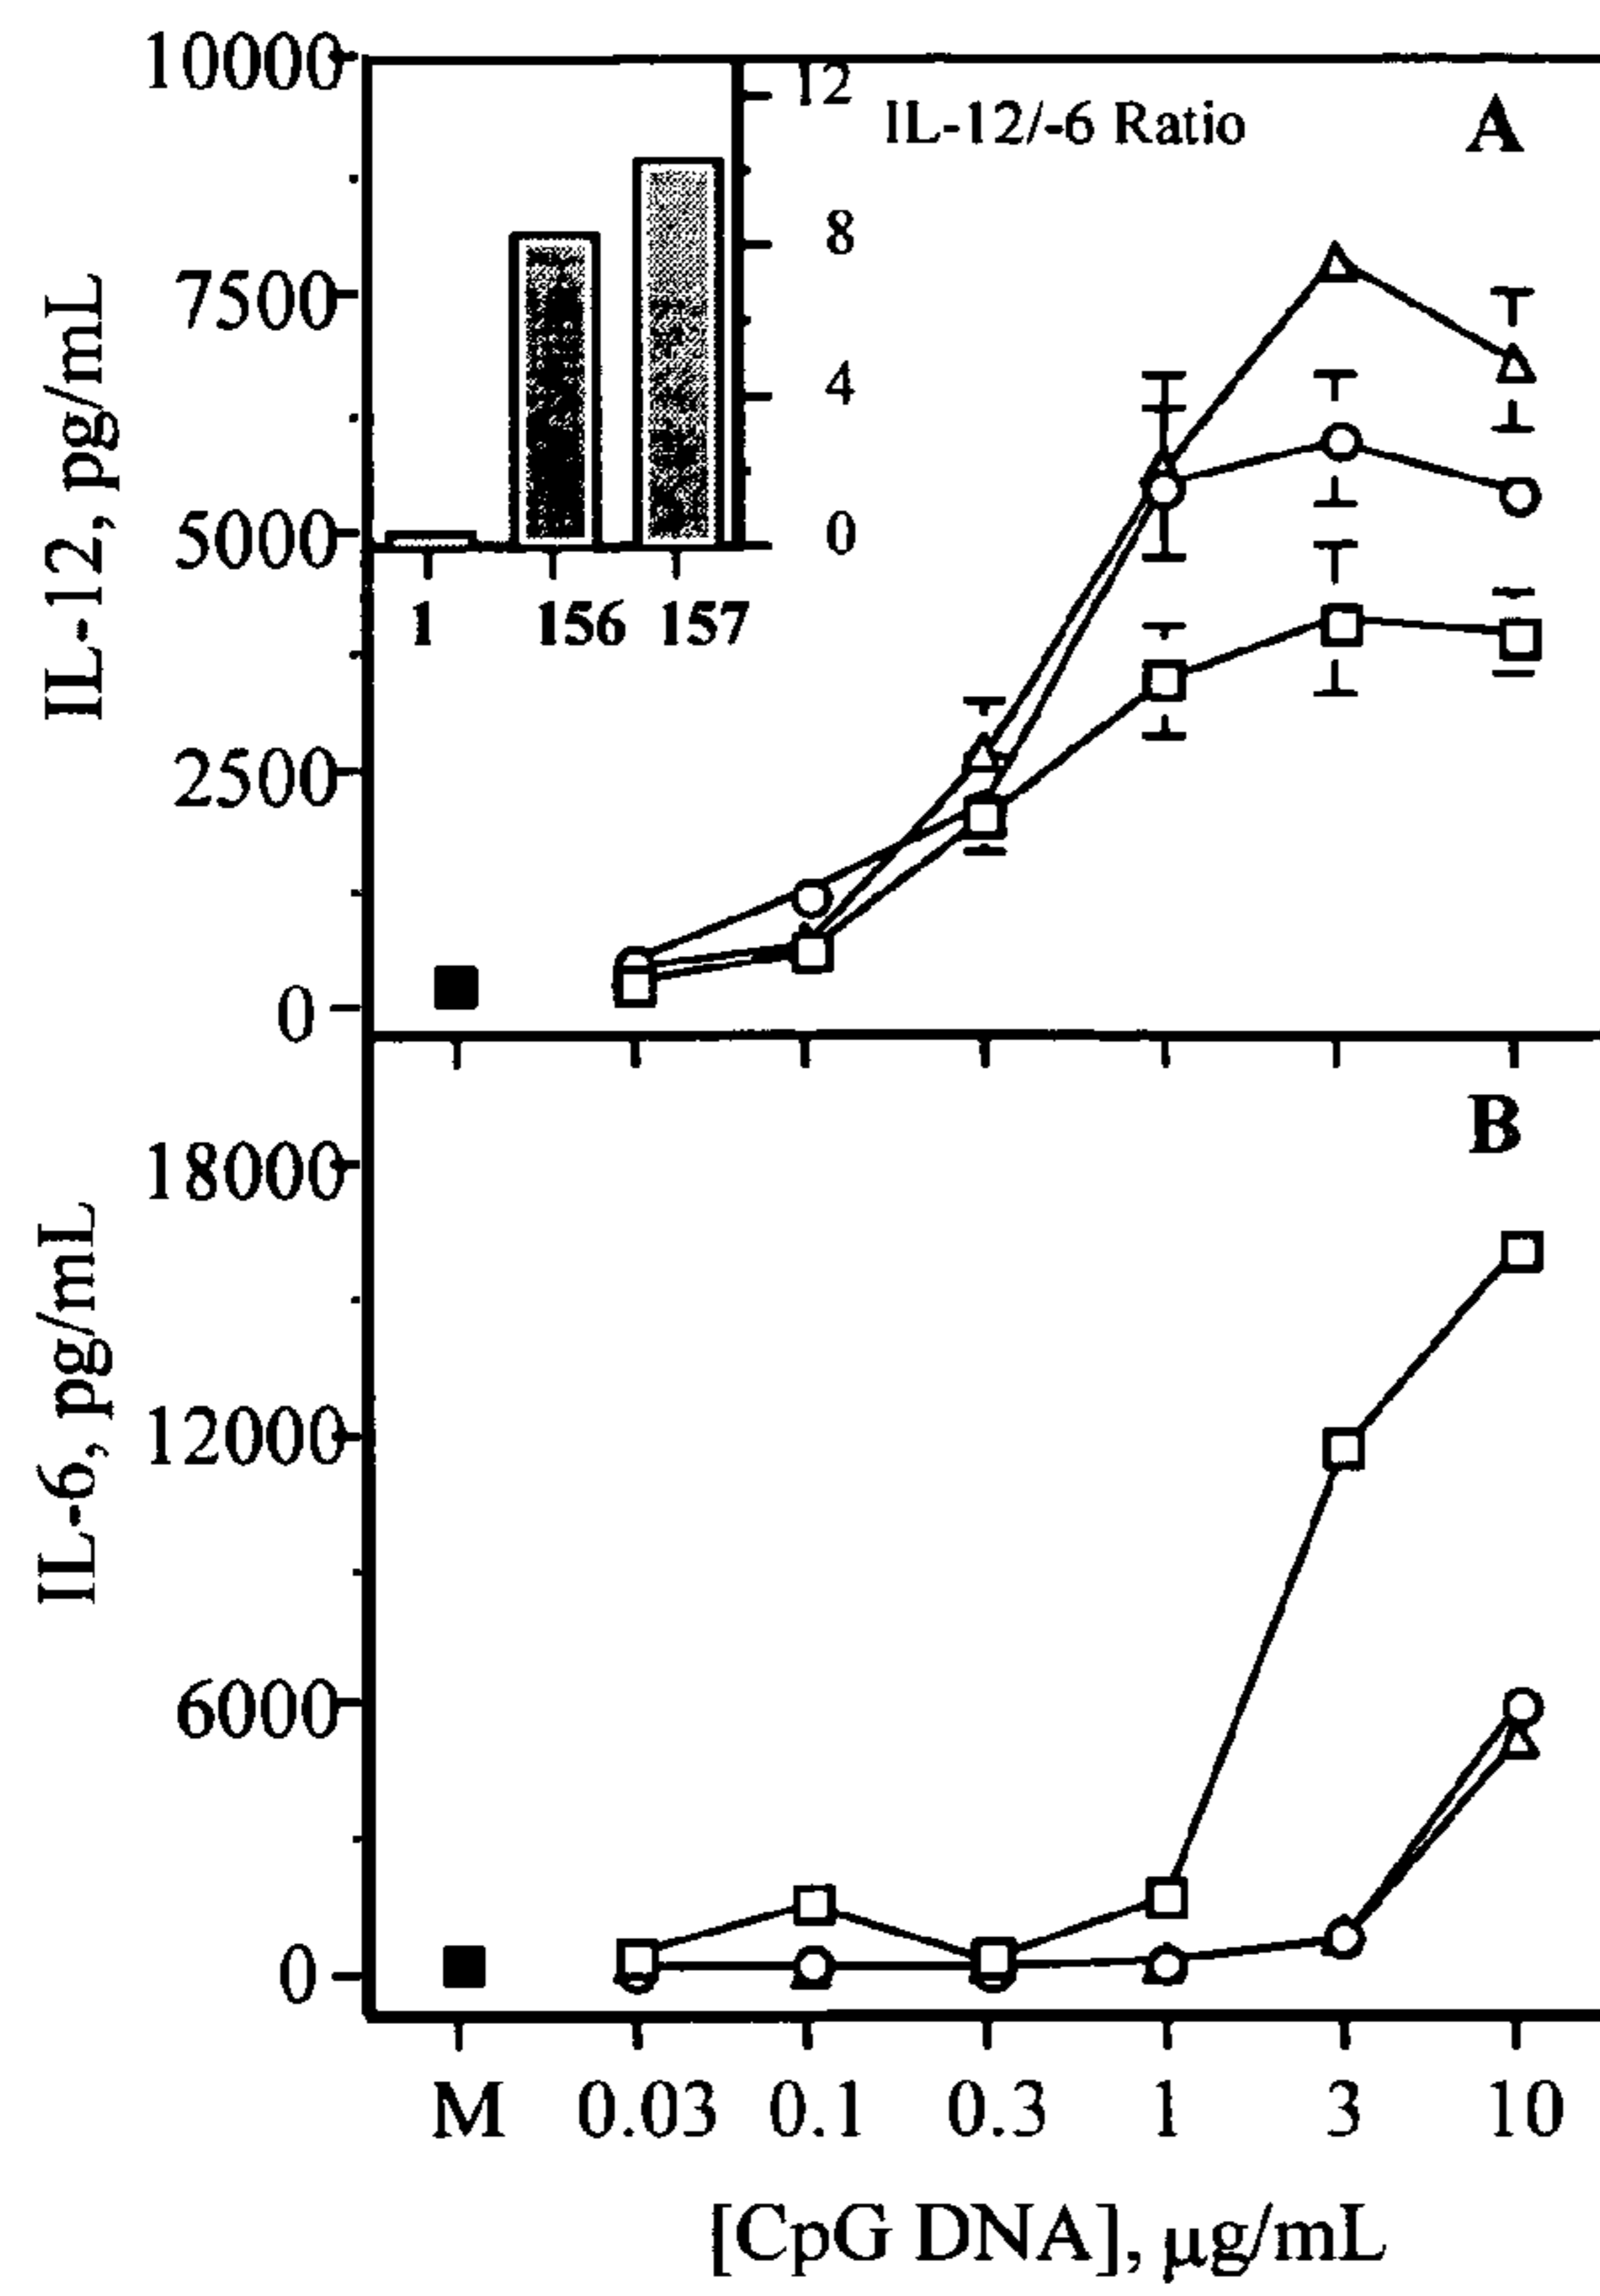 10000
7500
5000
2500
0
IL-12, pg/mL
12
8
4
0
IL-12/-6 Ratio
A
1 156 157
B
18000
12000
6000
0
IL-6, pg/mL
M 0.03 0.1 0.3 1 3 10
[CpG DNA], μg/mL